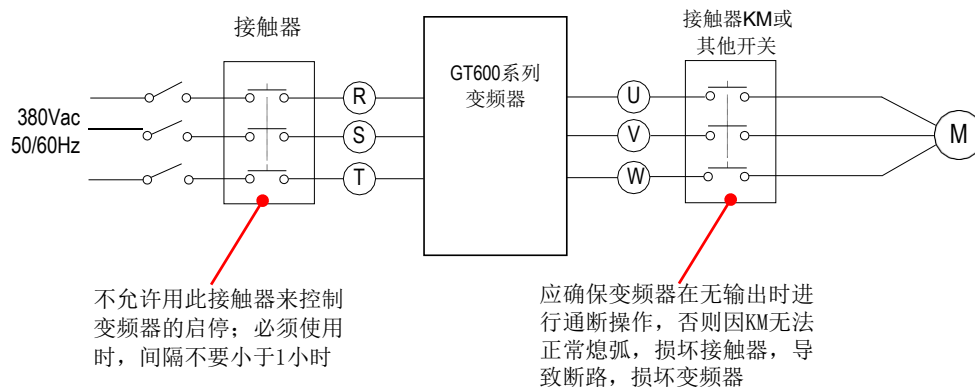 接触器
接触器KM或
其他开关
GT600系列
变频器
380Vac
50/60Hz
R
S
T
U
V
W
M
不允许用此接触器来控制
变频器的启停；必须使用
时，间隔不要小于1小时
应确保变频器在无输出时进
行通断操作，否则因KM无法
正常熄弧，损坏接触器，导
致断路，损坏变频器